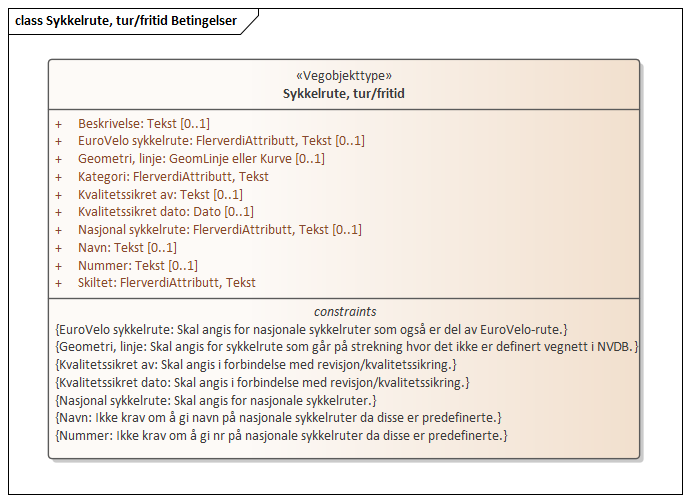 class Sykkelrute, tur/fritid Betingelser
«Vegobjekttype»
Sykkelrute, tur/fritid
+ Beskrivelse: Tekst [0..1]
+ EuroVelo sykkelrute: FlerverdiAttributt, Tekst [0..1]
+ Geometri, linje: GeomLinje eller Kurve [0..1]
+ Kategori: FlerverdiAttributt, Tekst
+ Kvalitetssikret av: Tekst [0..1]
+ Kvalitetssikret dato: Dato [0..1]
+ Nasjonal sykkelrute: FlerverdiAttributt, Tekst [0..1]
+ Navn: Tekst [0..1]
+ Nummer: Tekst [0..1]
+ Skiltet: FlerverdiAttributt, Tekst
constraints
{EuroVelo sykkelrute: Skal angis for nasjonale sykkelruter som også er del av EuroVelo-rute.}
{Geometri, linje: Skal angis for sykkelrute som går på strekning hvor det ikke er definert vegnett i NVDB.}
{Kvalitetssikret av: Skal angis i forbindelse med revisjon/kvalitetssikring.}
{Kvalitetssikret dato: Skal angis i forbindelse med revisjon/kvalitetssikring.}
{Nasjonal sykkelrute: Skal angis for nasjonale sykkelruter.}
{Navn: Ikke krav om å gi navn på nasjonale sykkelruter da disse er predefinerte.}
{Nummer: Ikke krav om å gi nr på nasjonale sykkelruter da disse er predefinerte.}